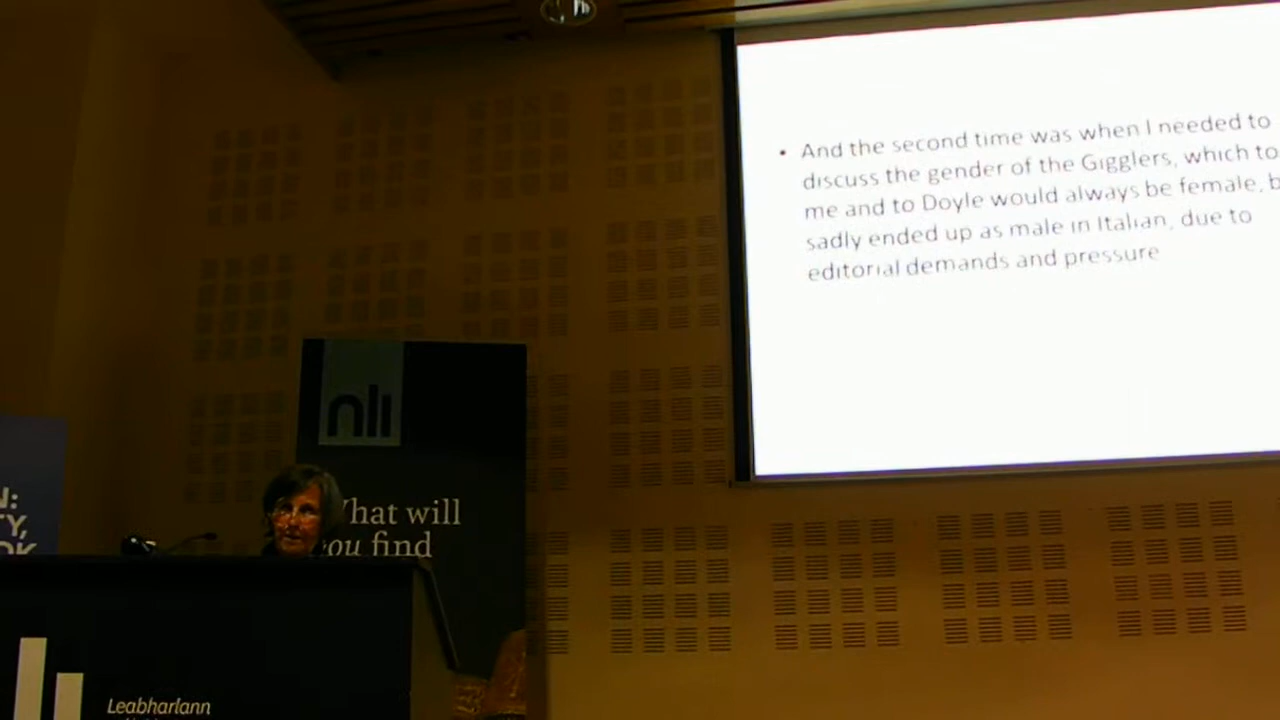 • And the second time was when I needed to
discuss the gender of the Gigglers, which to
me and to Doyle would always be female, b
sadly ended up as male in Italian, due to
editorial demands and pressure
nli
What will
you find
N:
Y,
OK
Leabharlann